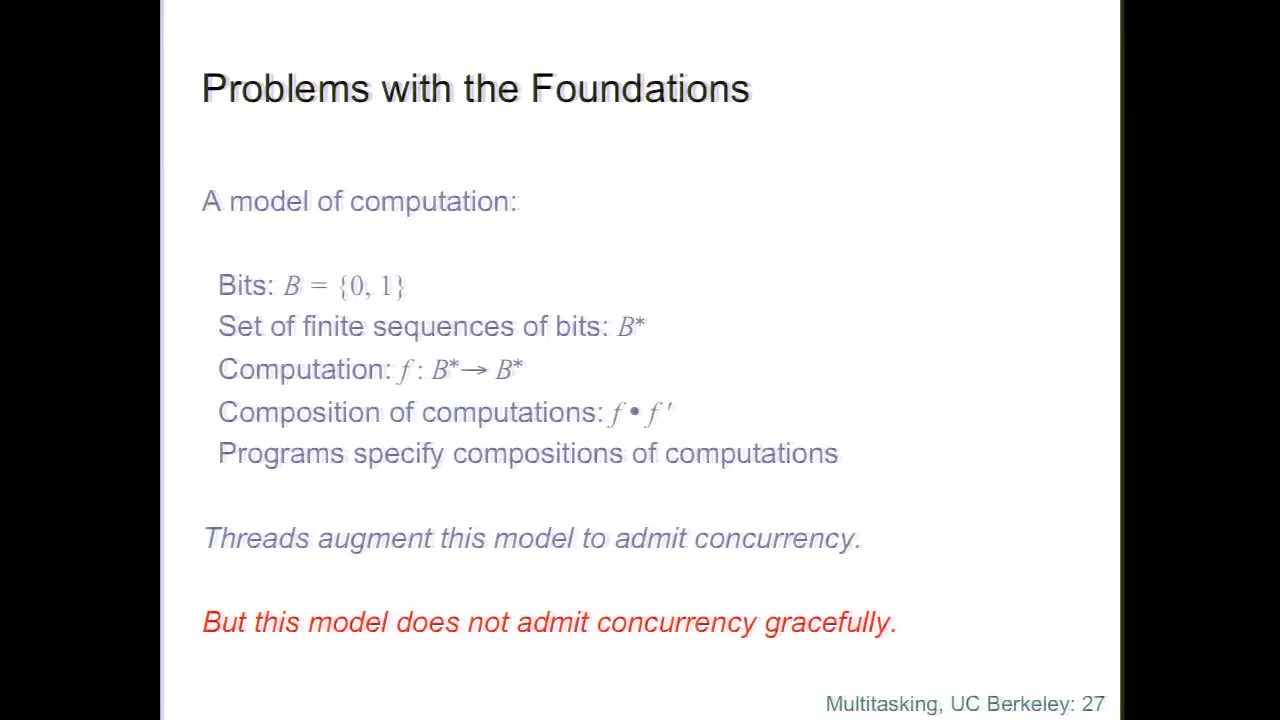 Problems with the Foundations
A model of computation:
Bits: B = {0, 1}
Set of finite sequences of bits: B*
Computation: f : B*→ B*
Composition of computations: f • f '
Programs specify compositions of computations
Threads augment this model to admit concurrency.
But this model does not admit concurrency gracefully.
Multitasking, UC Berkeley: 27